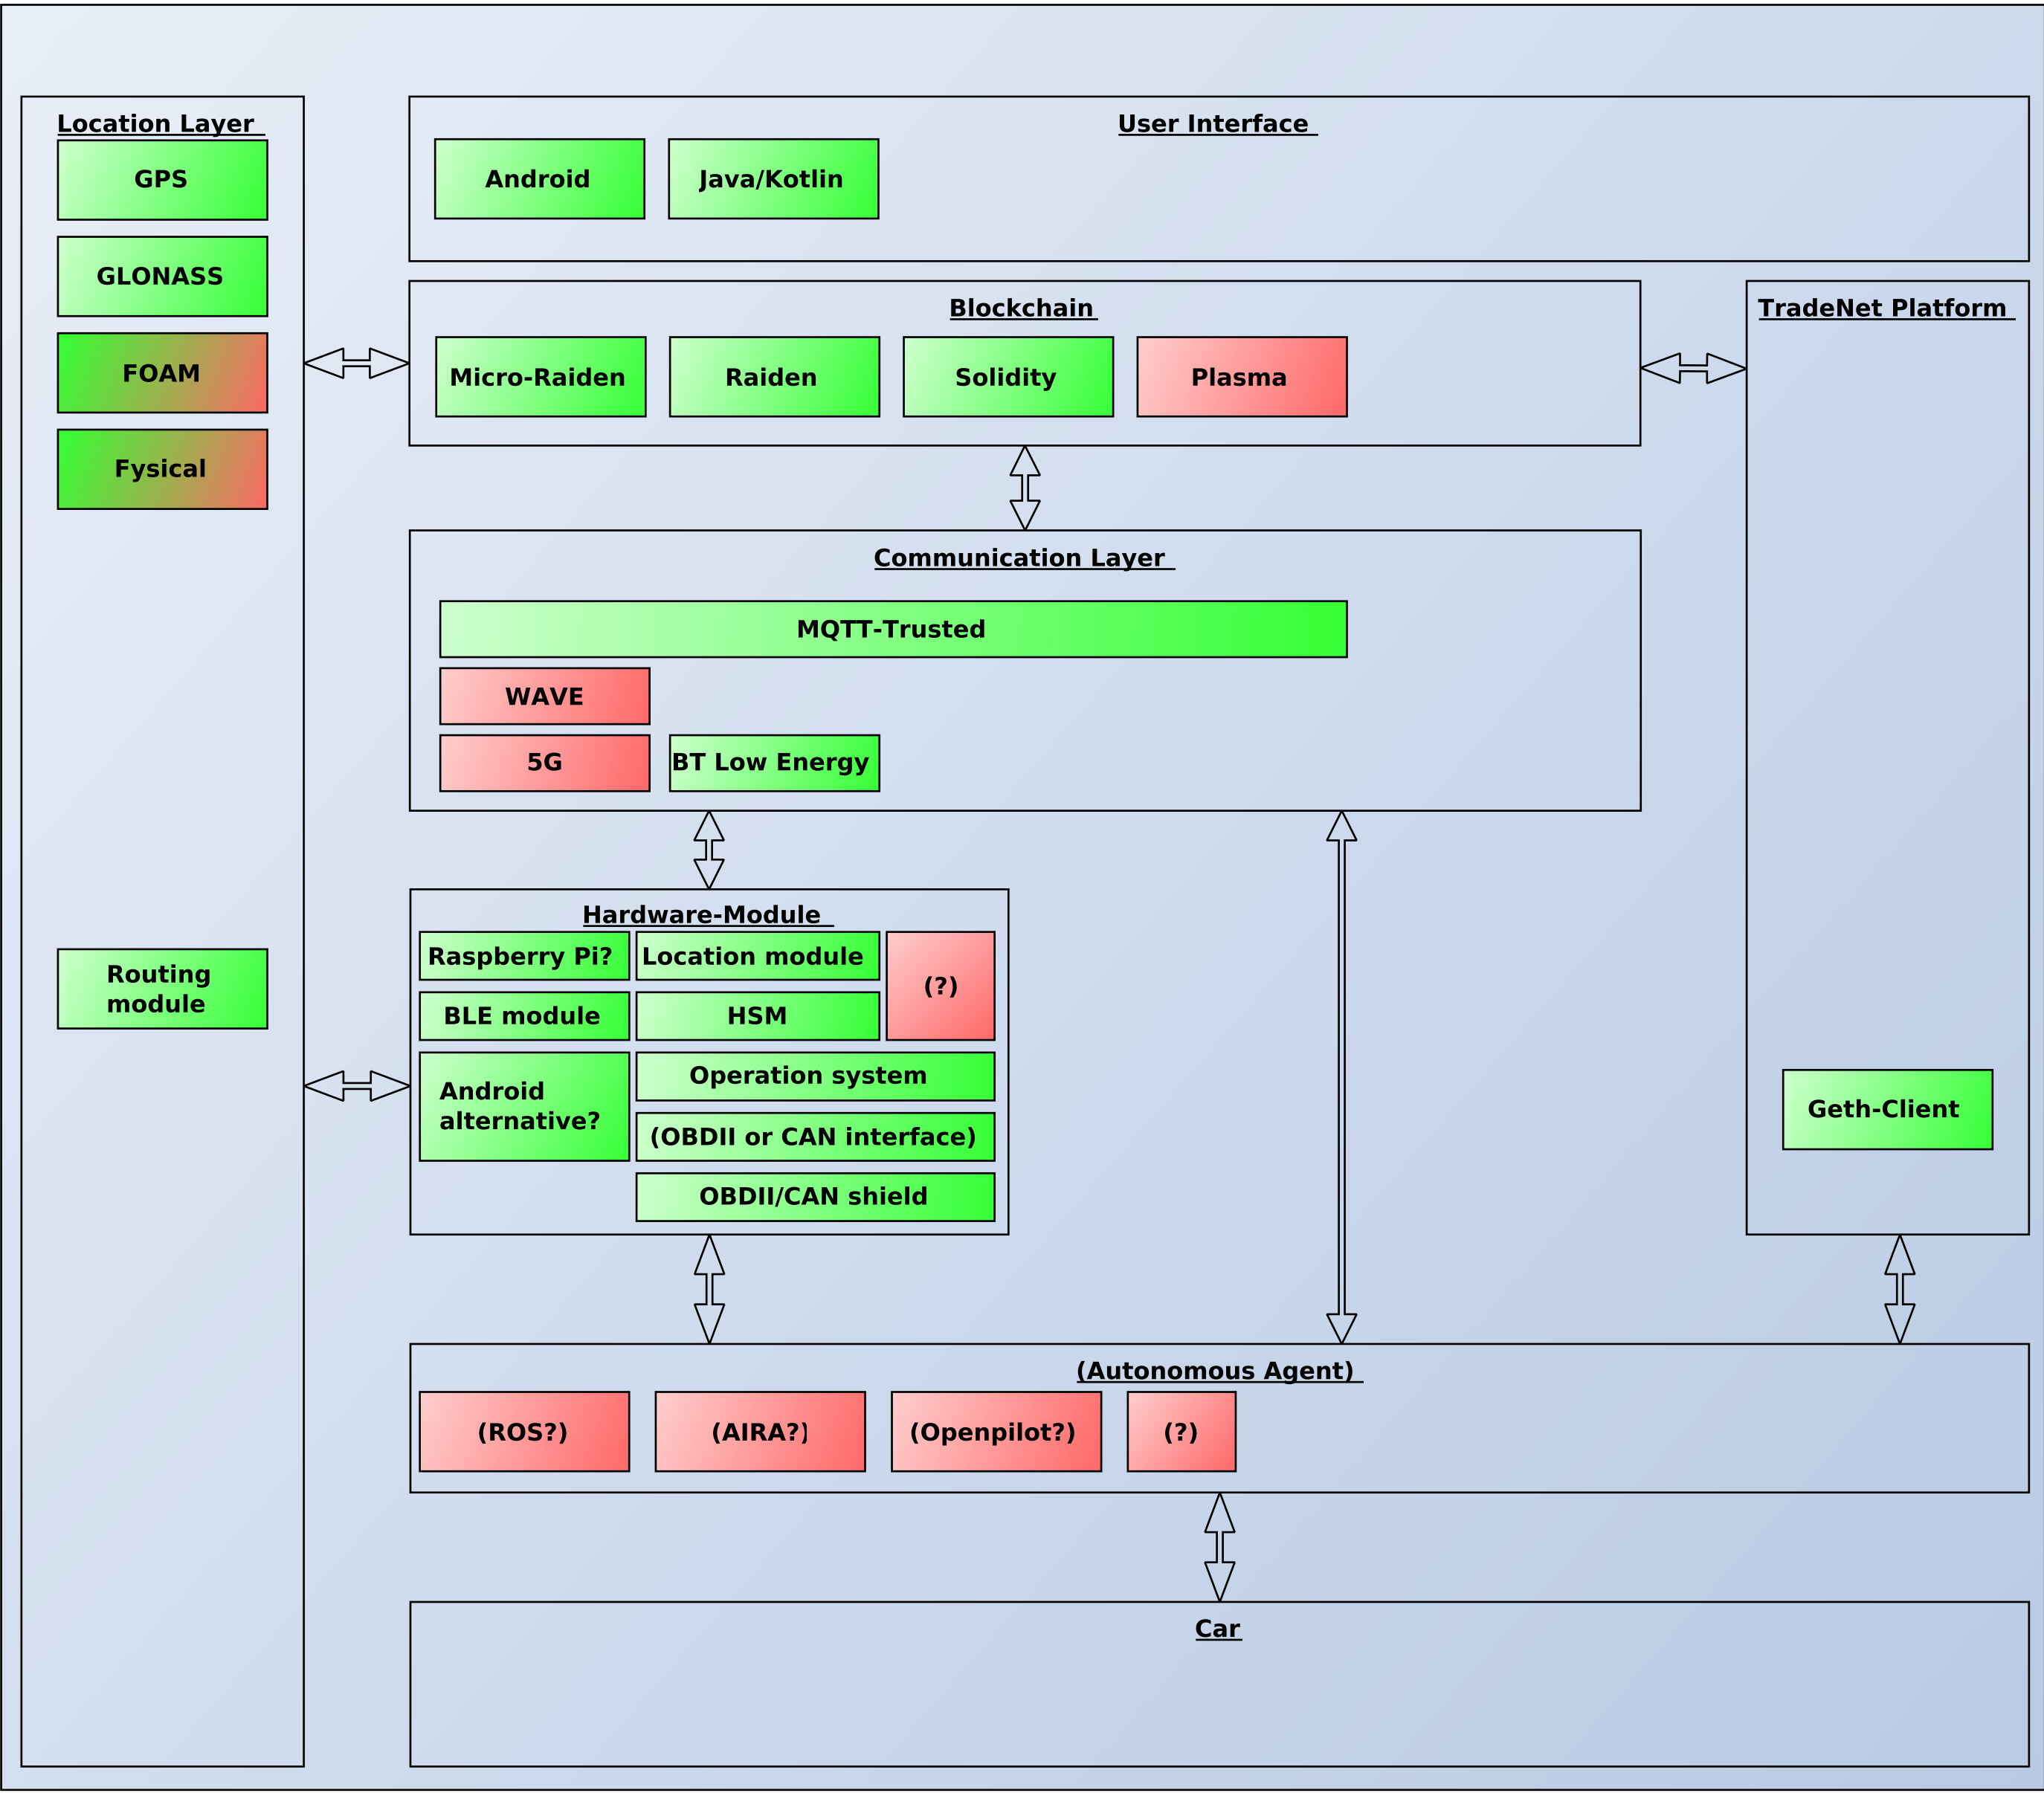 Location Layer
GPS
GLONASS
FOAM
Fysical
Routing
module
User Interface
Android
Java/Kotlin
Blockchain
Micro-Raiden
Raiden
Solidity
Plasma
TradeNet Platform
Geth-Client
Communication Layer
MQTT-Trusted
WAVE
5G
BT Low Energy
Hardware-Module
Raspberry Pi?
Location module
(?)
BLE module
HSM
Android
alternative?
Operation system
(OBDII or CAN interface)
OBDII/CAN shield
(Autonomous Agent)
(ROS?)
(AIRA?)
(Openpilot?)
(?)
Car